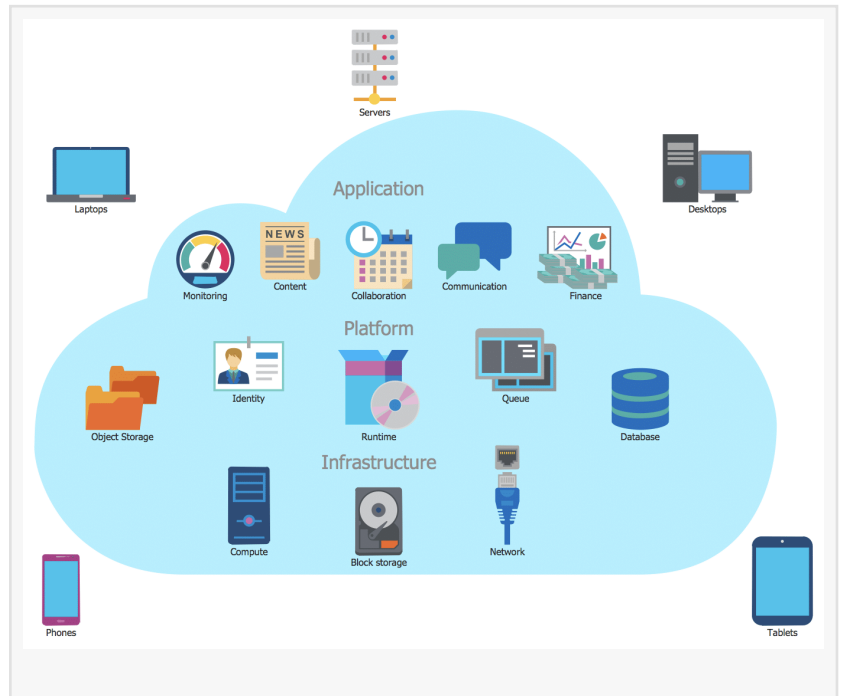 Servers
Laptops
Desktops
Application
NEWS
Monitoring
Content
Collaboration
Communication
Finance
Platform
Identity
Queue
Object Storage
Runtime
Database
Infrastructure
Compute
Block storage
Network
Phones
Tablets